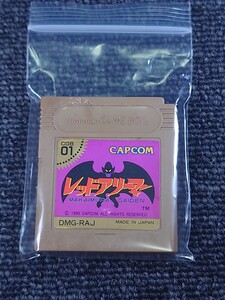 CGB
01
CAPCOM
レッドアリーマー
MAKAIMURA GAIDEN
TM
© 1990 CAPCOM ALL RIGHTS RESERVED
DMG-RAJ
MADE IN JAPAN